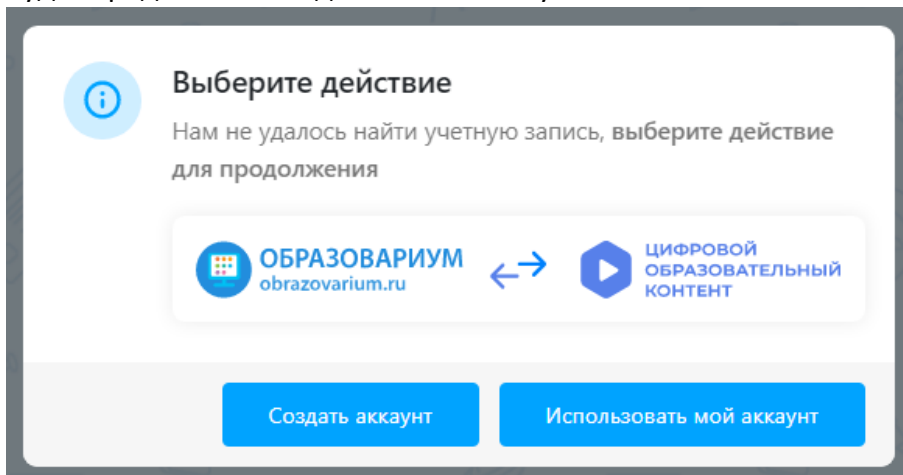 Выберите действие
Нам не удалось найти учетную запись, выберите действие
для продолжения
ОБРАЗОВАРИУМ
obrazovarium.ru
ЦИФРОВОЙ
ОБРАЗОВАТЕЛЬНЫЙ
КОНТЕНТ
Создать аккаунт
Использовать мой аккаунт